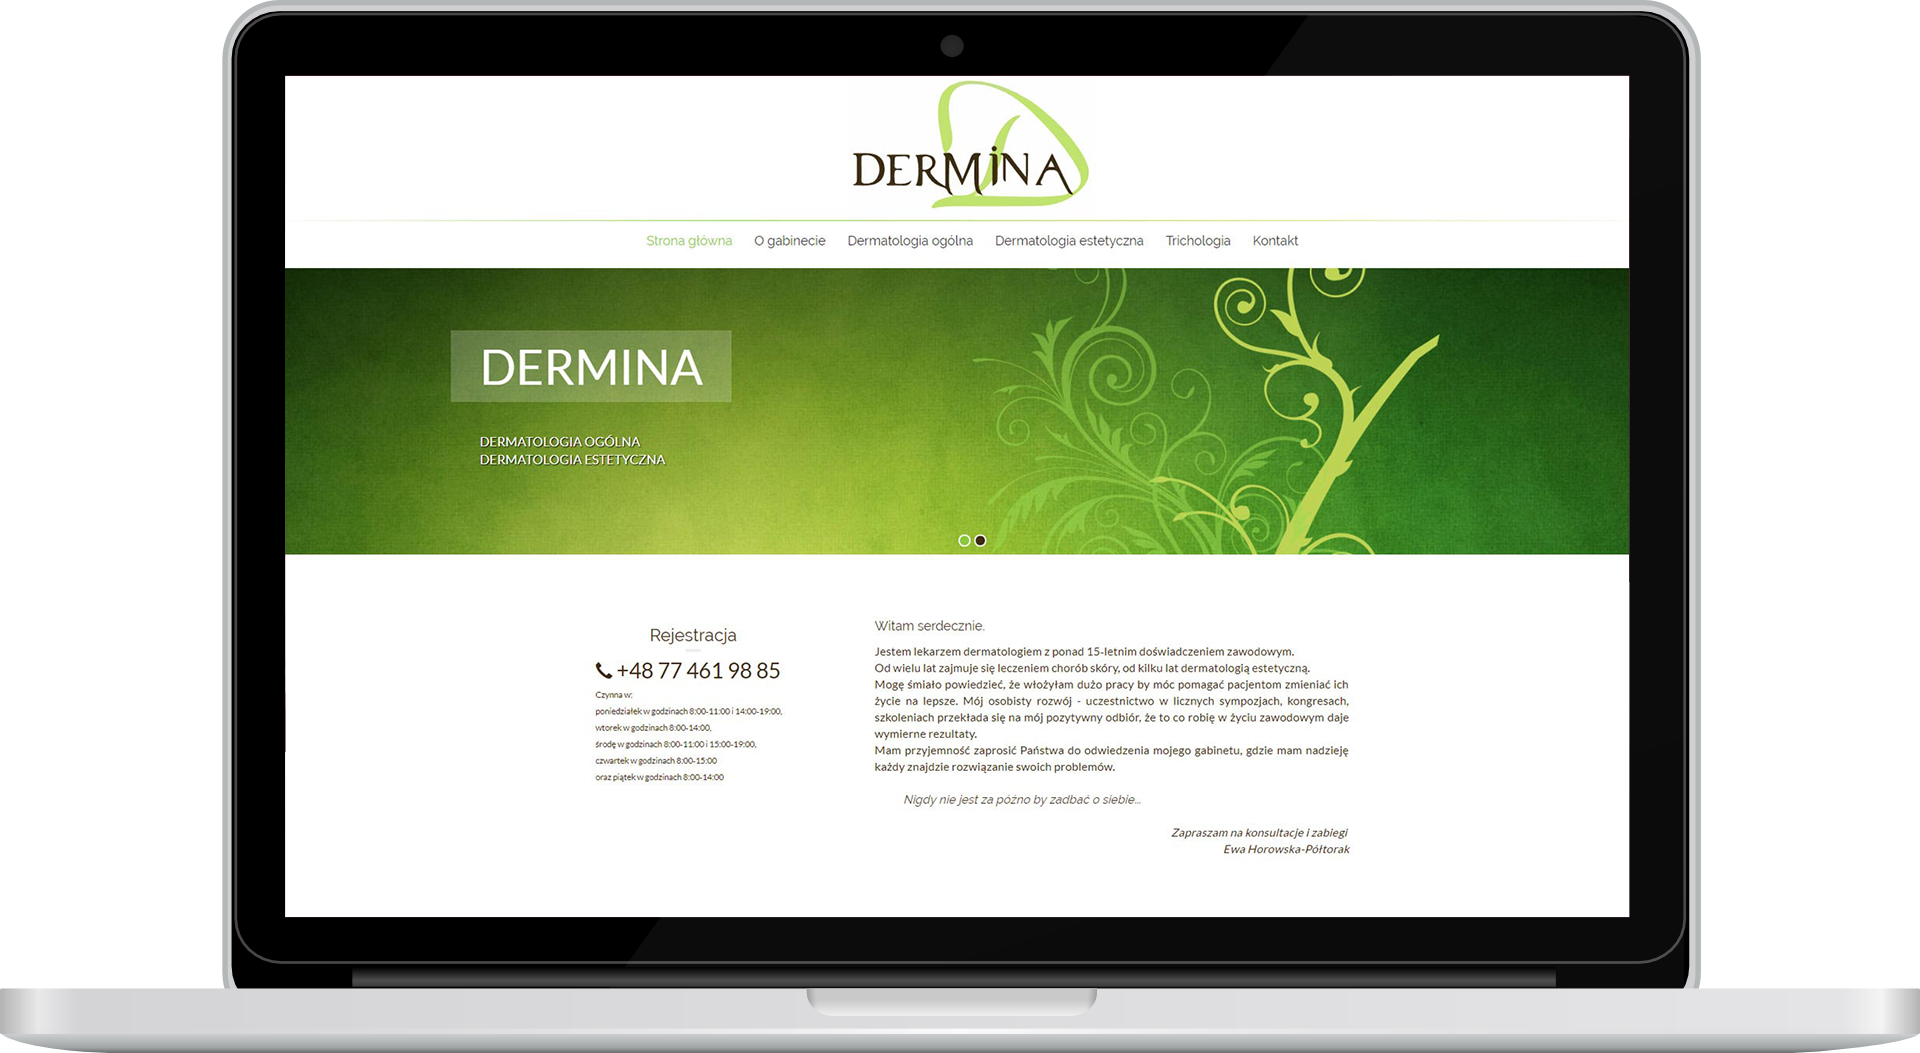 DERMINA
Strona główna O gabinecie Dermatologia ogólna Dermatologia estetyczna Trichologia Kontakt
DERMINA
DERMATOLOGIA OGÓLNA
DERMATOLOGIA ESTETYCZNA
Rejestracja
+48 77 461 98 85
Czynna w:
poniedziałek w godzinach 8:00-11:00 i 14:00-19:00,
wtorek w godzinach 8:00-14:00,
środę w godzinach 8:00-11:00 i 15:00-19:00,
czwartek w godzinach 8:00-15:00
oraz piątek w godzinach 8:00-14:00
Witam serdecznie.
Jestem lekarzem dermatologiem z ponad 15-letnim doświadczeniem zawodowym.
Od wielu lat zajmuje się leczeniem chorób skóry, od kilku lat dermatologią estetyczną.
Mogę śmiało powiedzieć, że włożyłam dużo pracy by móc pomagać pacjentom zmieniać ich
życie na lepsze. Mój osobisty rozwój - uczestnictwo w licznych sympozjach, kongresach,
szkoleniach przekłada się na mój pozytywny odbiór, że to co robię w życiu zawodowym daje
wymierne rezultaty.
Mam przyjemność zaprosić Państwa do odwiedzenia mojego gabinetu, gdzie mam nadzieję
każdy znajdzie rozwiązanie swoich problemów.
Nigdy nie jest za późno by zadbać o siebie...
Zapraszam na konsultacje i zabiegi
Ewa Horowska-Półtorak